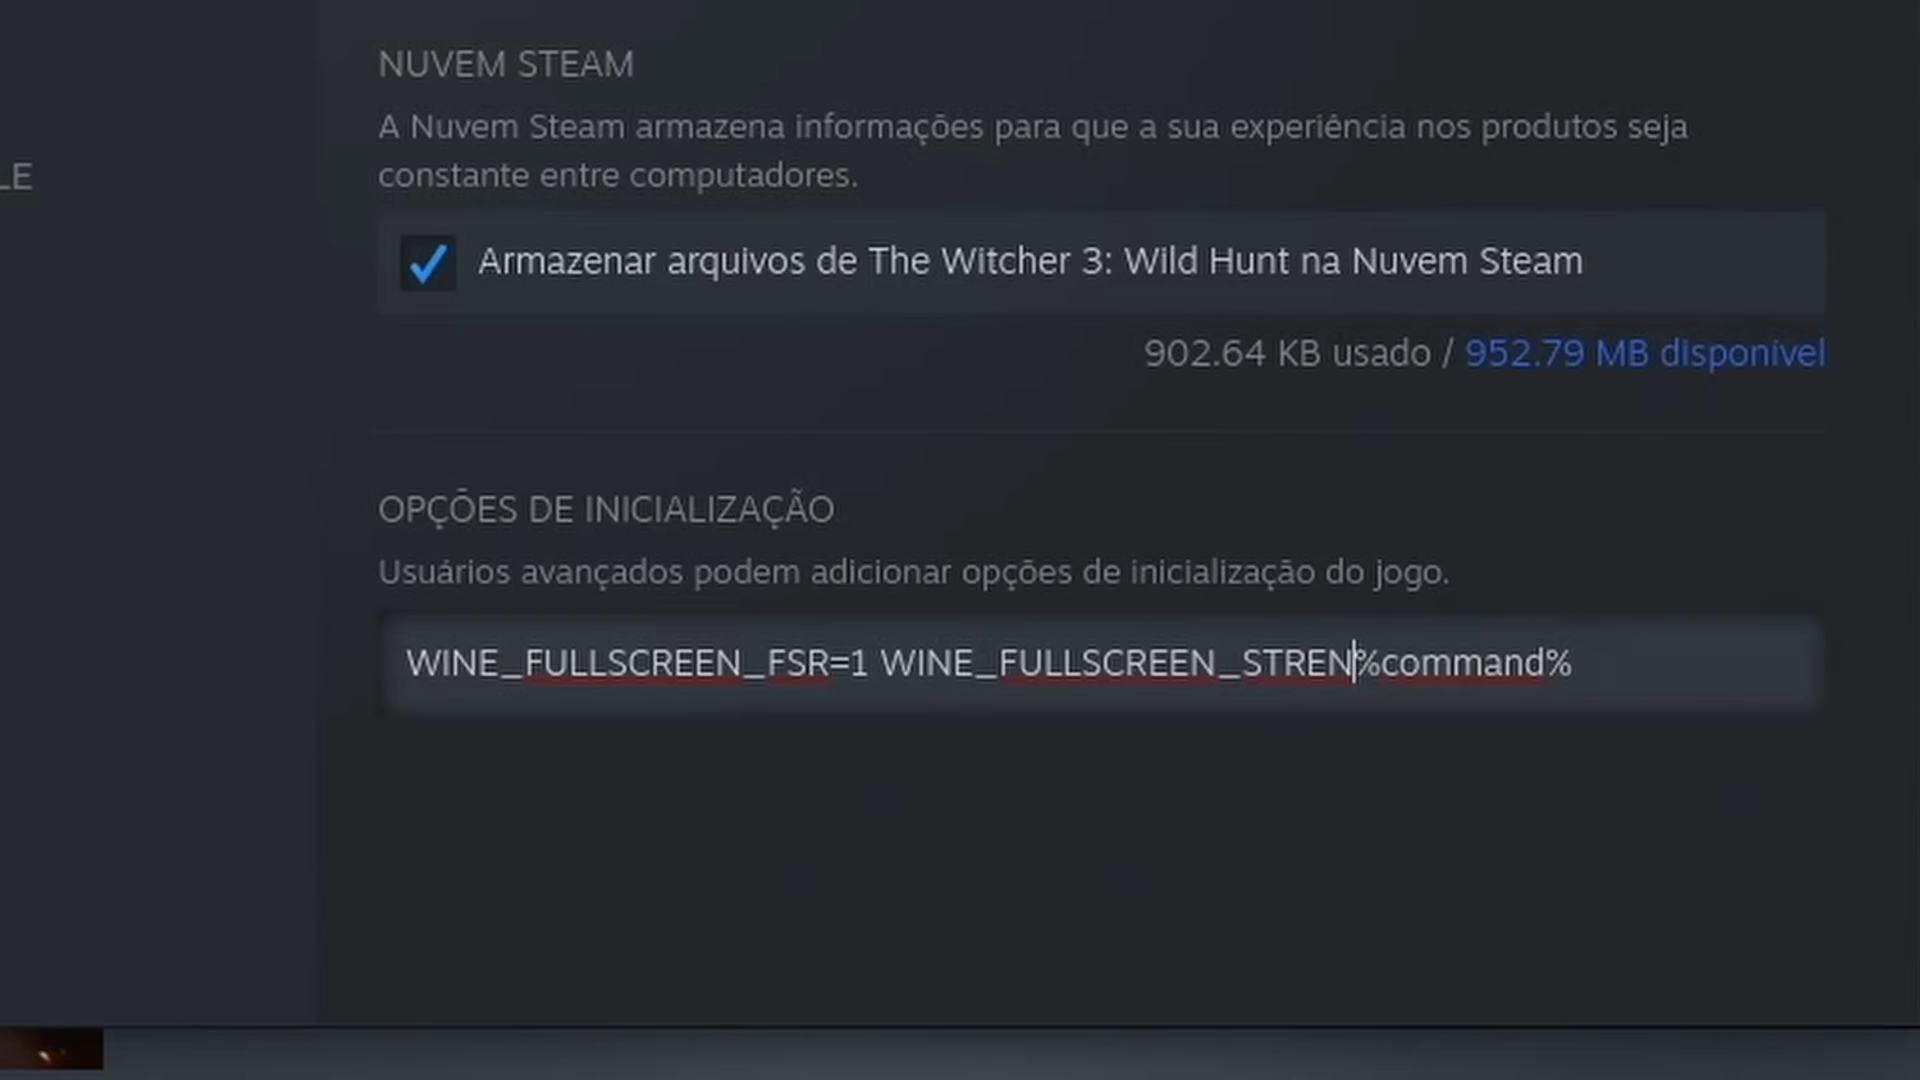 NUVEM STEAM
A Nuvem Steam armazena informações para que a sua experiência nos produtos seja
constante entre computadores.
LE
Armazenar arquivos de The Witcher 3: Wild Hunt na Nuvem Steam
902.64 KB usado / 952.79 MB disponível
OPÇÕES DE INICIALIZAÇÃO
Usuários avançados podem adicionar opções de inicialização do jogo.
WINE_FULLSCREEN_FSR=1 WINE_FULLSCREEN_STREN%command%